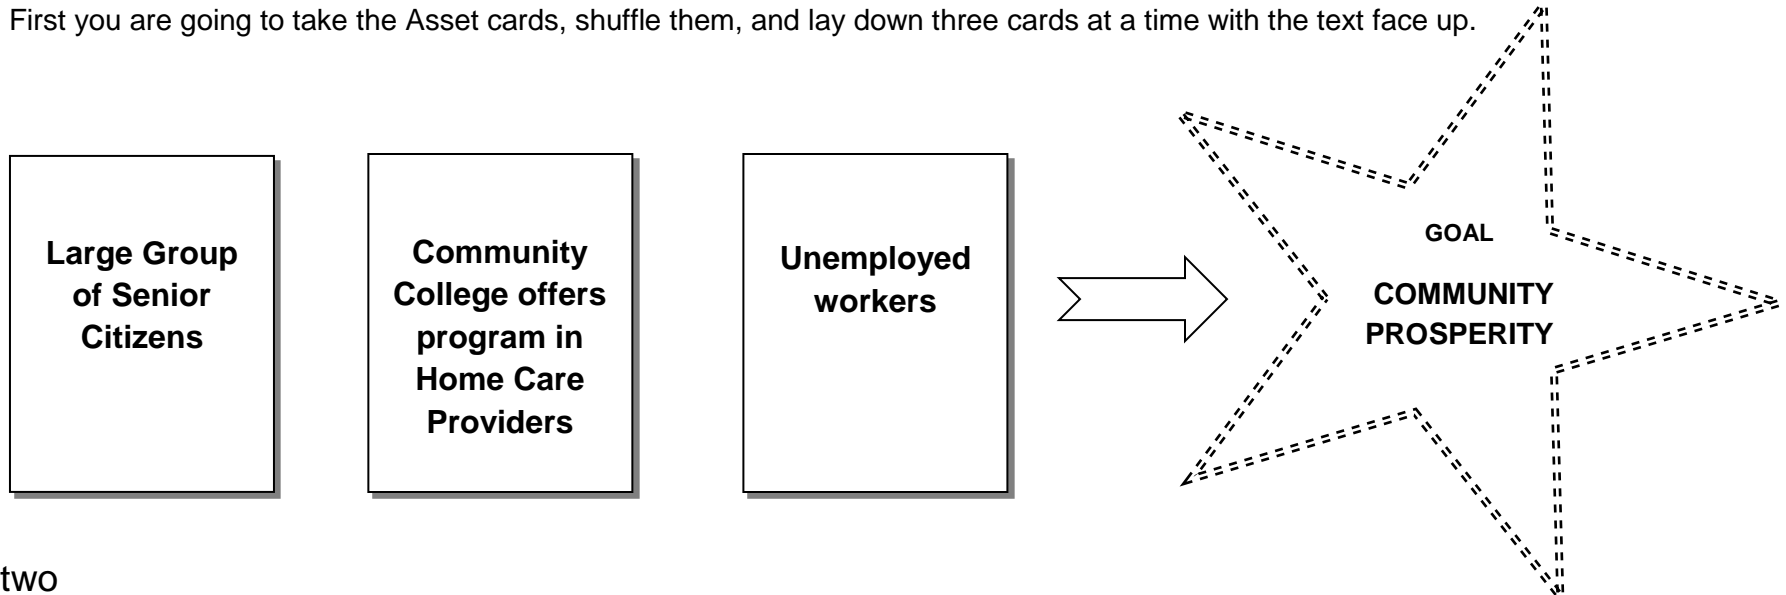 First you are going to take the Asset cards, shuffle them, and lay down three cards at a time with the text face up.
Large Group
of Senior
Citizens
Community
College offers
program in
Home Care
Providers
Unemployed
workers
GOAL
COMMUNITY
PROSPERITY
two